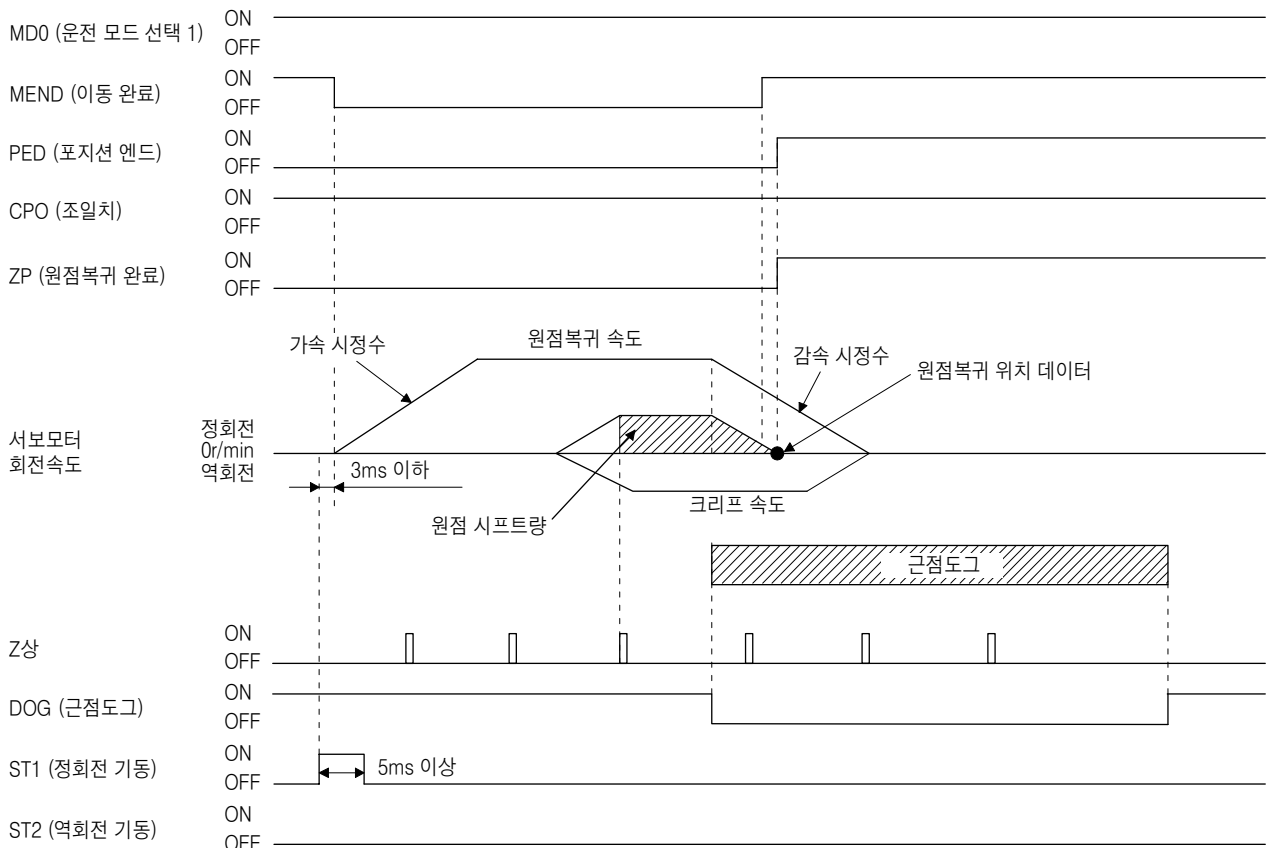 MD0 (운전 모드 선택 1)
ON
OFF
MEND (이동 완료)
ON
OFF
PED (포지션 엔드)
ON
OFF
CPO (조일치)
ON
OFF
ZP (원점복귀 완료)
ON
OFF
가속 시정수
원점복귀 속도
감속 시정수
원점복귀 위치 데이터
서보모터
회전속도
정회전
0r/min
역회전
3ms 이하
크리프 속도
원점 시프트량
근점도그
Z상
ON
OFF
DOG (근점도그)
ON
OFF
ST1 (정회전 기동)
ON
OFF
5ms 이상
ST2 (역회전 기동)
ON
OFF